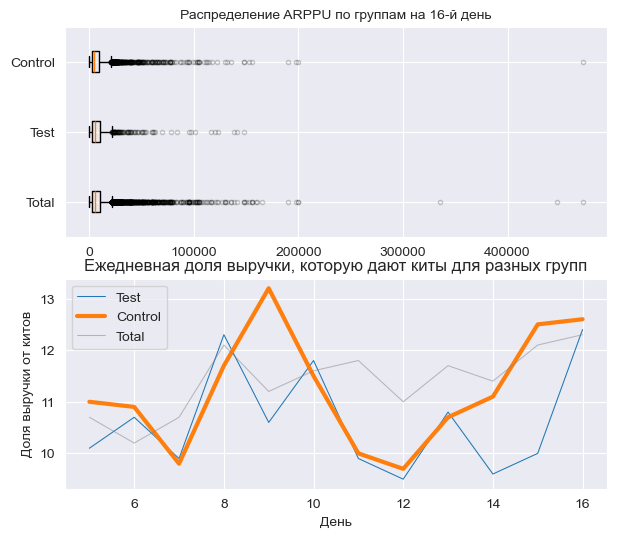 Распределение ARPPU по группам на 16-й день
Control
Test
Total
0 100000 200000 300000 400000
Ежедневная доля выручки, которую дают киты для разных групп
Test
Control
Total
Доля выручки от китов
13
12
11
10
6 8 10 12 14 16
День